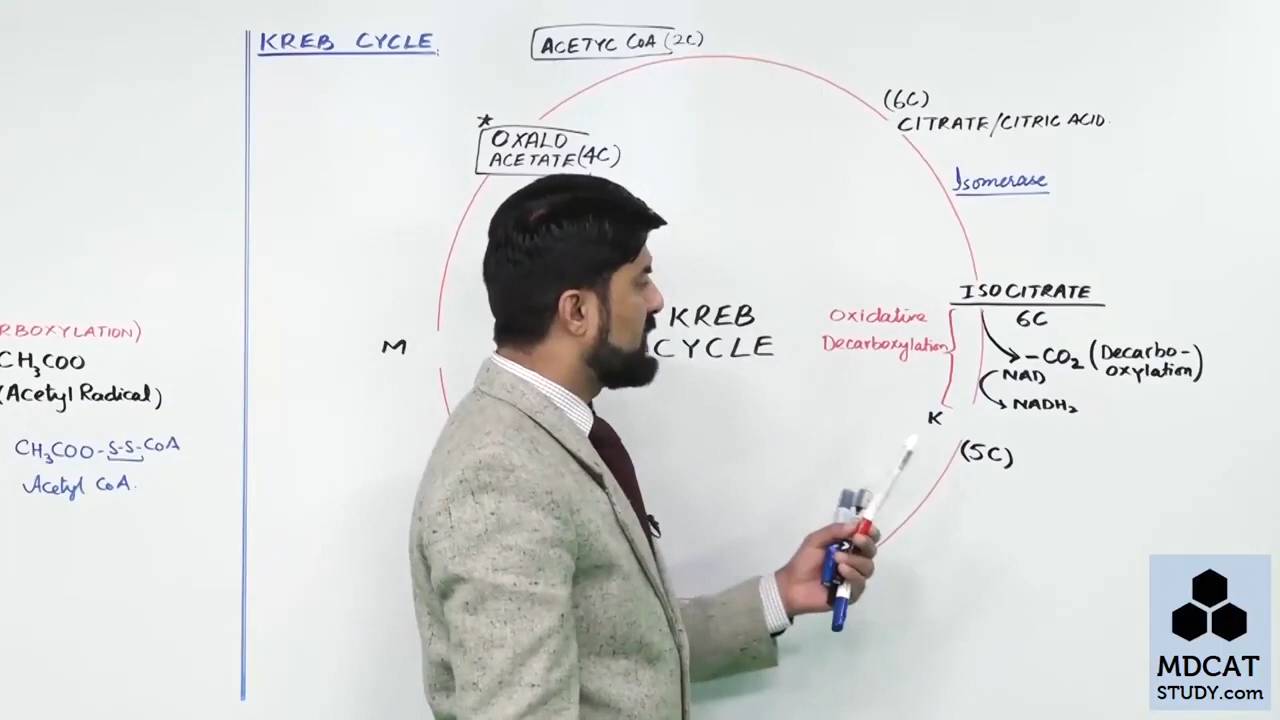 KREB CYCLE
ACETYC CoA (2C)
(6C)
CITRATE/CITRIC ACID.
*
OXALO
ACETATE(4C)
Isomerase
ISOCITRATE
6C
Oxidative
Decarboxylation
-CO2 (Decarbo-
oxylation)
NAD
NADH2
K
(5C)
KREB
CYCLE
M
RBOXYLATION)
CH3COO
(Acetyl Radical)
CH3COO-S-S-CoA
Acetyl CoA.
MDCAT
STUDY.com